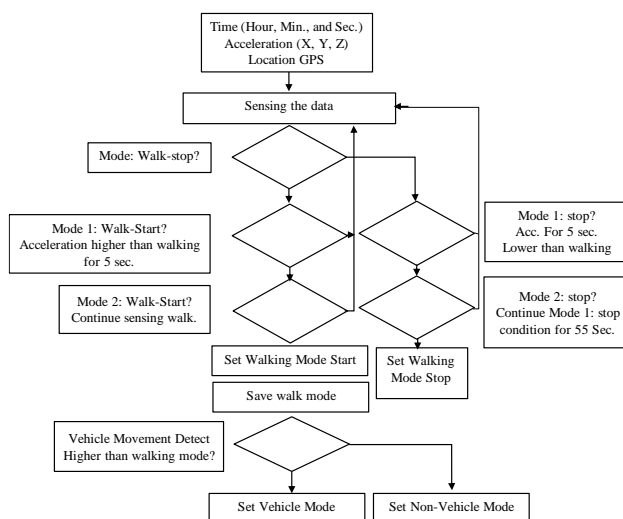 Time (Hour, Min., and Sec.)
Acceleration (X, Y, Z)
Location GPS
Sensing the data
Mode: Walk-stop?
Mode 1: Walk-Start?
Acceleration higher than walking
for 5 sec.
Mode 1: stop?
Acc. For 5 sec.
Lower than walking
Mode 2: Walk-Start?
Continue sensing walk.
Mode 2: stop?
Continue Mode 1: stop
condition for 55 Sec.
Set Walking Mode Start
Set Walking
Mode Stop
Save walk mode
Vehicle Movement Detect
Higher than walking mode?
Set Vehicle Mode
Set Non-Vehicle Mode